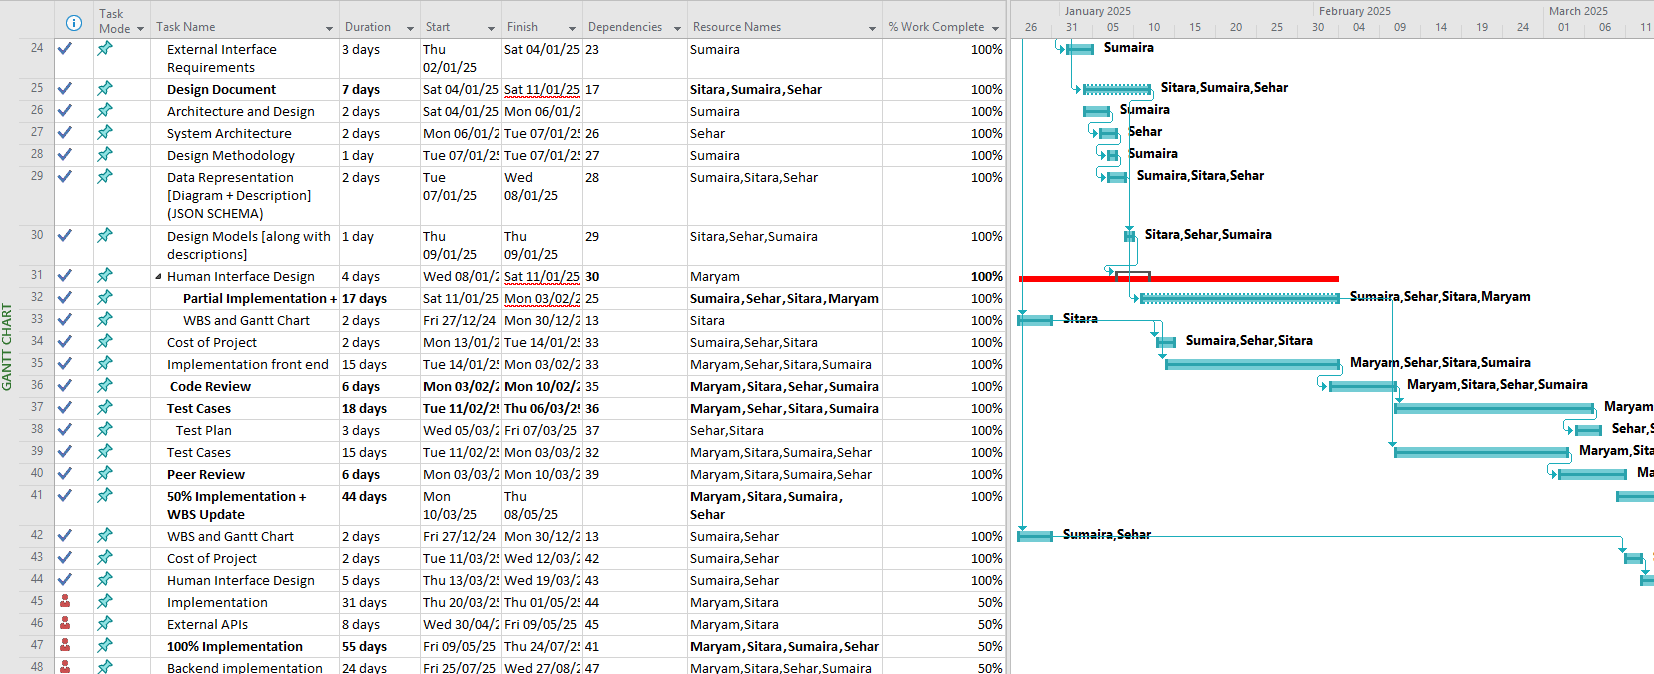 Task Mode Task Name Duration Start Finish Dependencies Resource Names % Work Complete
January 2025 February 2025 March 2025
26 31 05 10 15 20 25 30 04 09 14 19 24 01 06 11
24 External Interface Requirements 3 days Thu 02/01/25 Sat 04/01/25 23 Sumaira 100% Sumaira
25 Design Document 7 days Sat 04/01/25 Sat 11/01/25 17 Sitara,Sumaira,Sehar 100% Sitara,Sumaira,Sehar
26 Architecture and Design 2 days Sat 04/01/25 Mon 06/01/2 Sumaira 100% Sumaira
27 System Architecture 2 days Mon 06/01/2 Tue 07/01/25 26 Sehar 100% Sehar
28 Design Methodology 1 day Tue 07/01/25 Tue 07/01/25 27 Sumaira 100% Sumaira
29 Data Representation [Diagram + Description] (JSON SCHEMA) 2 days Tue 07/01/25 Wed 08/01/25 28 Sumaira,Sitara,Sehar 100% Sumaira,Sitara,Sehar
30 Design Models [along with descriptions] 1 day Thu 09/01/25 Thu 09/01/25 29 Sitara,Sehar,Sumaira 100% Sitara,Sehar,Sumaira
31 Human Interface Design 4 days Wed 08/01/2 Sat 11/01/25 30 Maryam 100%
32 Partial Implementation + 17 days Sat 11/01/25 Mon 03/02/2 25 Sumaira,Sehar,Sitara,Maryam 100% Sumaira,Sehar,Sitara,Maryam
33 WBS and Gantt Chart 2 days Fri 27/12/24 Mon 30/12/2 13 Sitara 100% Sitara
34 Cost of Project 2 days Mon 13/01/2 Tue 14/01/25 33 Sumaira,Sehar,Sitara 100% Sumaira,Sehar,Sitara
35 Implementation front end 15 days Tue 14/01/25 Mon 03/02/2 33 Maryam,Sehar,Sitara,Sumaira 100% Maryam,Sehar,Sitara,Sumaira
36 Code Review 6 days Mon 03/02/2 Mon 10/02/2 35 Maryam,Sitara,Sehar,Sumaira 100% Maryam,Sitara,Sehar,Sumaira
37 Test Cases 18 days Tue 11/02/25 Thu 06/03/25 36 Maryam,Sehar,Sitara,Sumaira 100% Maryam
38 Test Plan 3 days Wed 05/03/2 Fri 07/03/25 37 Sehar,Sitara 100% Sehar,S
39 Test Cases 15 days Tue 11/02/25 Mon 03/03/2 32 Maryam,Sitara,Sumaira,Sehar 100% Maryam,Sita
40 Peer Review 6 days Mon 03/03/2 Mon 10/03/2 39 Maryam,Sitara,Sumaira,Sehar 100% Ma
41 50% Implementation + WBS Update 44 days Mon 10/03/25 Thu 08/05/25 Maryam,Sitara,Sumaira, Sehar 100%
42 WBS and Gantt Chart 2 days Fri 27/12/24 Mon 30/12/2 13 Sumaira,Sehar 100% Sumaira,Sehar
43 Cost of Project 2 days Tue 11/03/25 Wed 12/03/2 42 Sumaira,Sehar 100%
44 Human Interface Design 5 days Thu 13/03/25 Wed 19/03/2 43 Sumaira,Sehar 100%
45 Implementation 31 days Thu 20/03/25 Thu 01/05/25 44 Maryam,Sitara 50%
46 External APIs 8 days Wed 30/04/2 Fri 09/05/25 45 Maryam,Sitara 50%
47 100% Implementation 55 days Fri 09/05/25 Thu 24/07/25 41 Maryam,Sitara,Sumaira,Sehar 50%
48 Backend implementation 24 days Fri 25/07/25 Wed 27/08/2 47 Maryam,Sitara,Sehar,Sumaira 50%
GANTT CHART